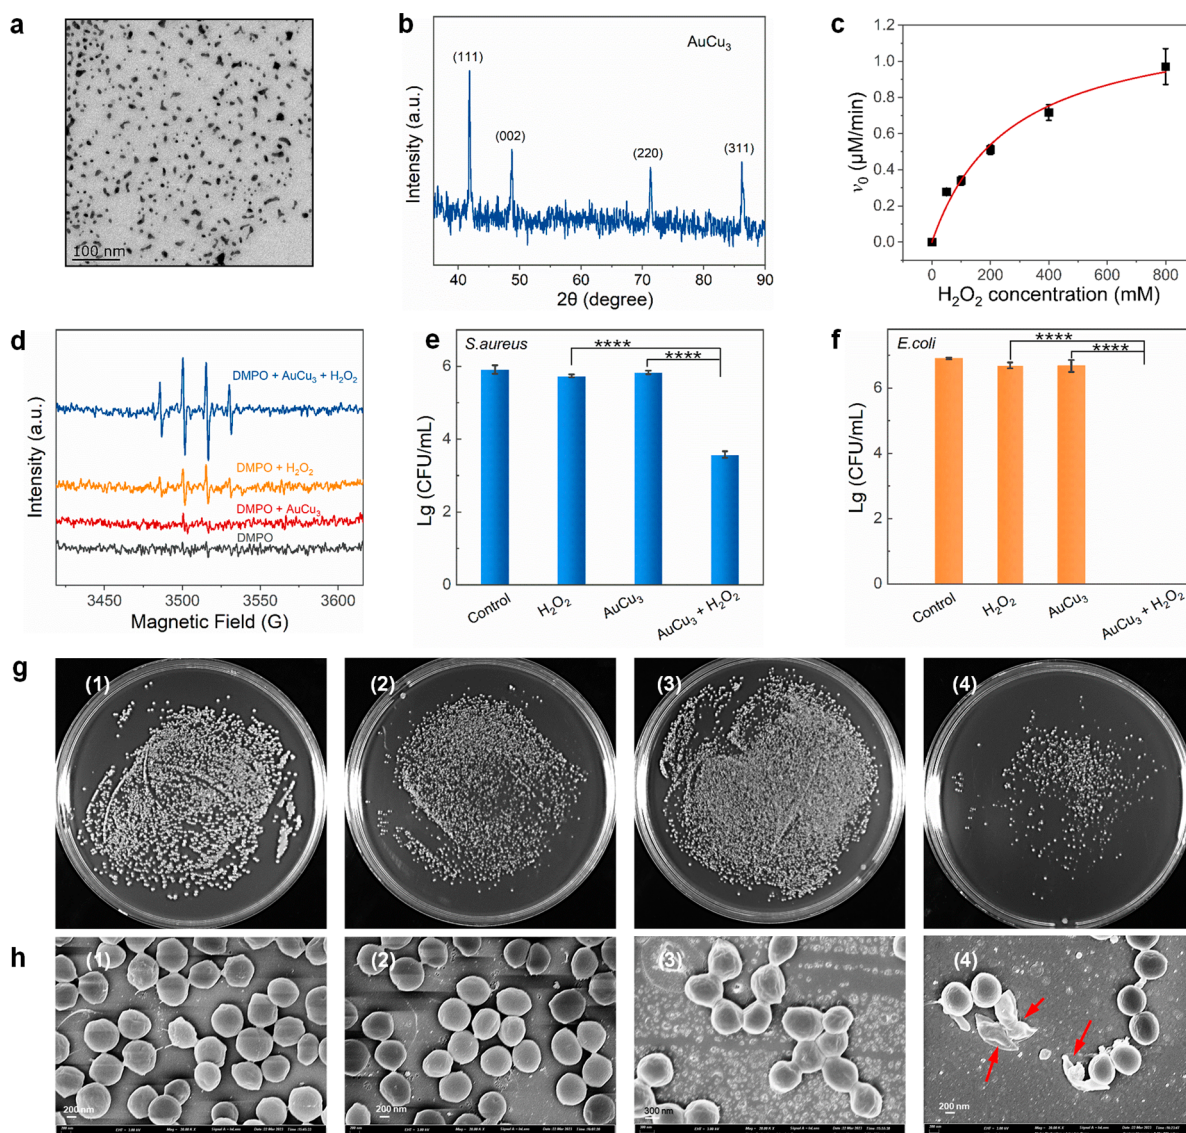 a
100 nm
b
AuCu₃
(111)
(002)
(220)
(311)
Intensity (a.u.)
40 50 60 70 80 90
2θ (degree)
c
1.2
1.0
0.8
0.6
0.4
0.2
0.0
ν₀ (μM/min)
0 200 400 600 800
H₂O₂ concentration (mM)
d
DMPO + AuCu₃ + H₂O₂
DMPO + H₂O₂
DMPO + AuCu₃
DMPO
Intensity (a.u.)
3450 3500 3550 3600
Magnetic Field (G)
e
S.aureus
****
****
6
4
2
0
Lg (CFU/mL)
Control
H₂O₂
AuCu₃
AuCu₃ + H₂O₂
f
E.coli
****
****
6
4
2
0
Lg (CFU/mL)
Control
H₂O₂
AuCu₃
AuCu₃ + H₂O₂
g
(1)
(2)
(3)
(4)
h
(1)
200 nm
(2)
200 nm
(3)
300 nm
(4)
200 nm